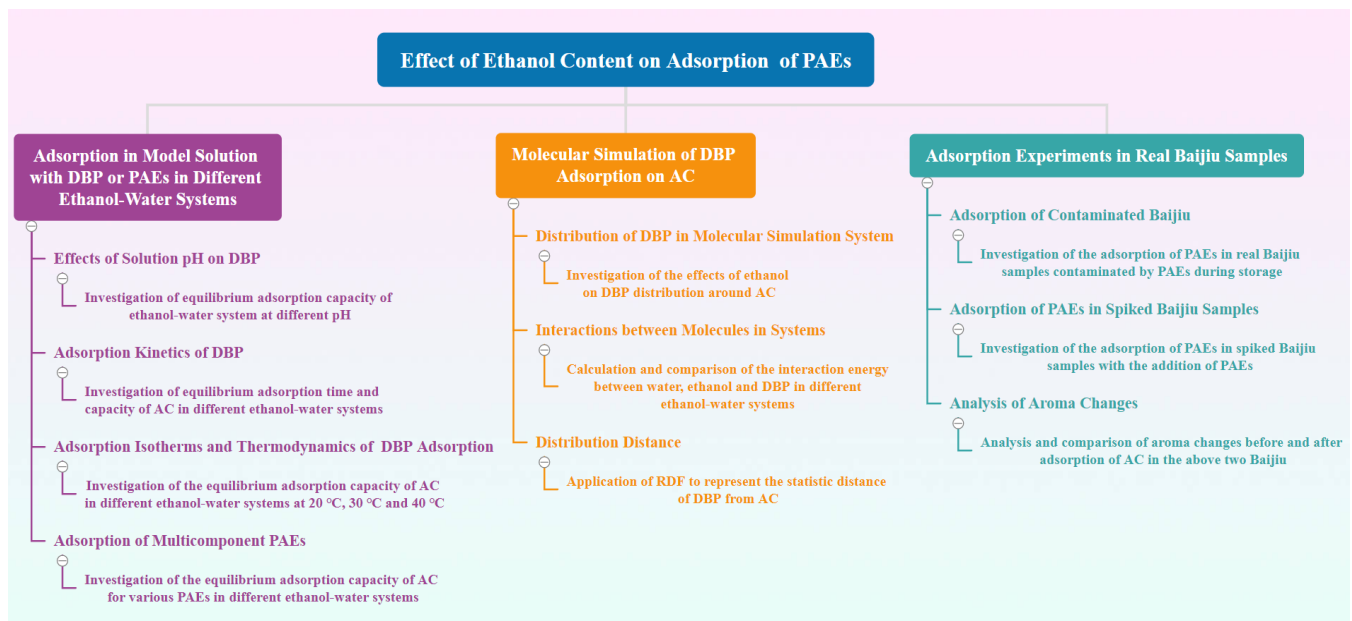 Effect of Ethanol Content on Adsorption of PAEs
Adsorption in Model Solution
with DBP or PAEs in Different
Ethanol-Water Systems
Effects of Solution pH on DBP
Investigation of equilibrium adsorption capacity of
ethanol-water system at different pH
Adsorption Kinetics of DBP
Investigation of equilibrium adsorption time and
capacity of AC in different ethanol-water systems
Adsorption Isotherms and Thermodynamics of DBP Adsorption
Investigation of the equilibrium adsorption capacity of AC
in different ethanol-water systems at 20 °C, 30 °C and 40 °C
Adsorption of Multicomponent PAEs
Investigation of the equilibrium adsorption capacity of AC
for various PAEs in different ethanol-water systems
Molecular Simulation of DBP
Adsorption on AC
Distribution of DBP in Molecular Simulation System
Investigation of the effects of ethanol
on DBP distribution around AC
Interactions between Molecules in Systems
Calculation and comparison of the interaction energy
between water, ethanol and DBP in different
ethanol-water systems
Distribution Distance
Application of RDF to represent the statistic distance
of DBP from AC
Adsorption Experiments in Real Baijiu Samples
Adsorption of Contaminated Baijiu
Investigation of the adsorption of PAEs in real Baijiu
samples contaminated by PAEs during storage
Adsorption of PAEs in Spiked Baijiu Samples
Investigation of the adsorption of PAEs in spiked Baijiu
samples with the addition of PAEs
Analysis of Aroma Changes
Analysis and comparison of aroma changes before and after
adsorption of AC in the above two Baijiu